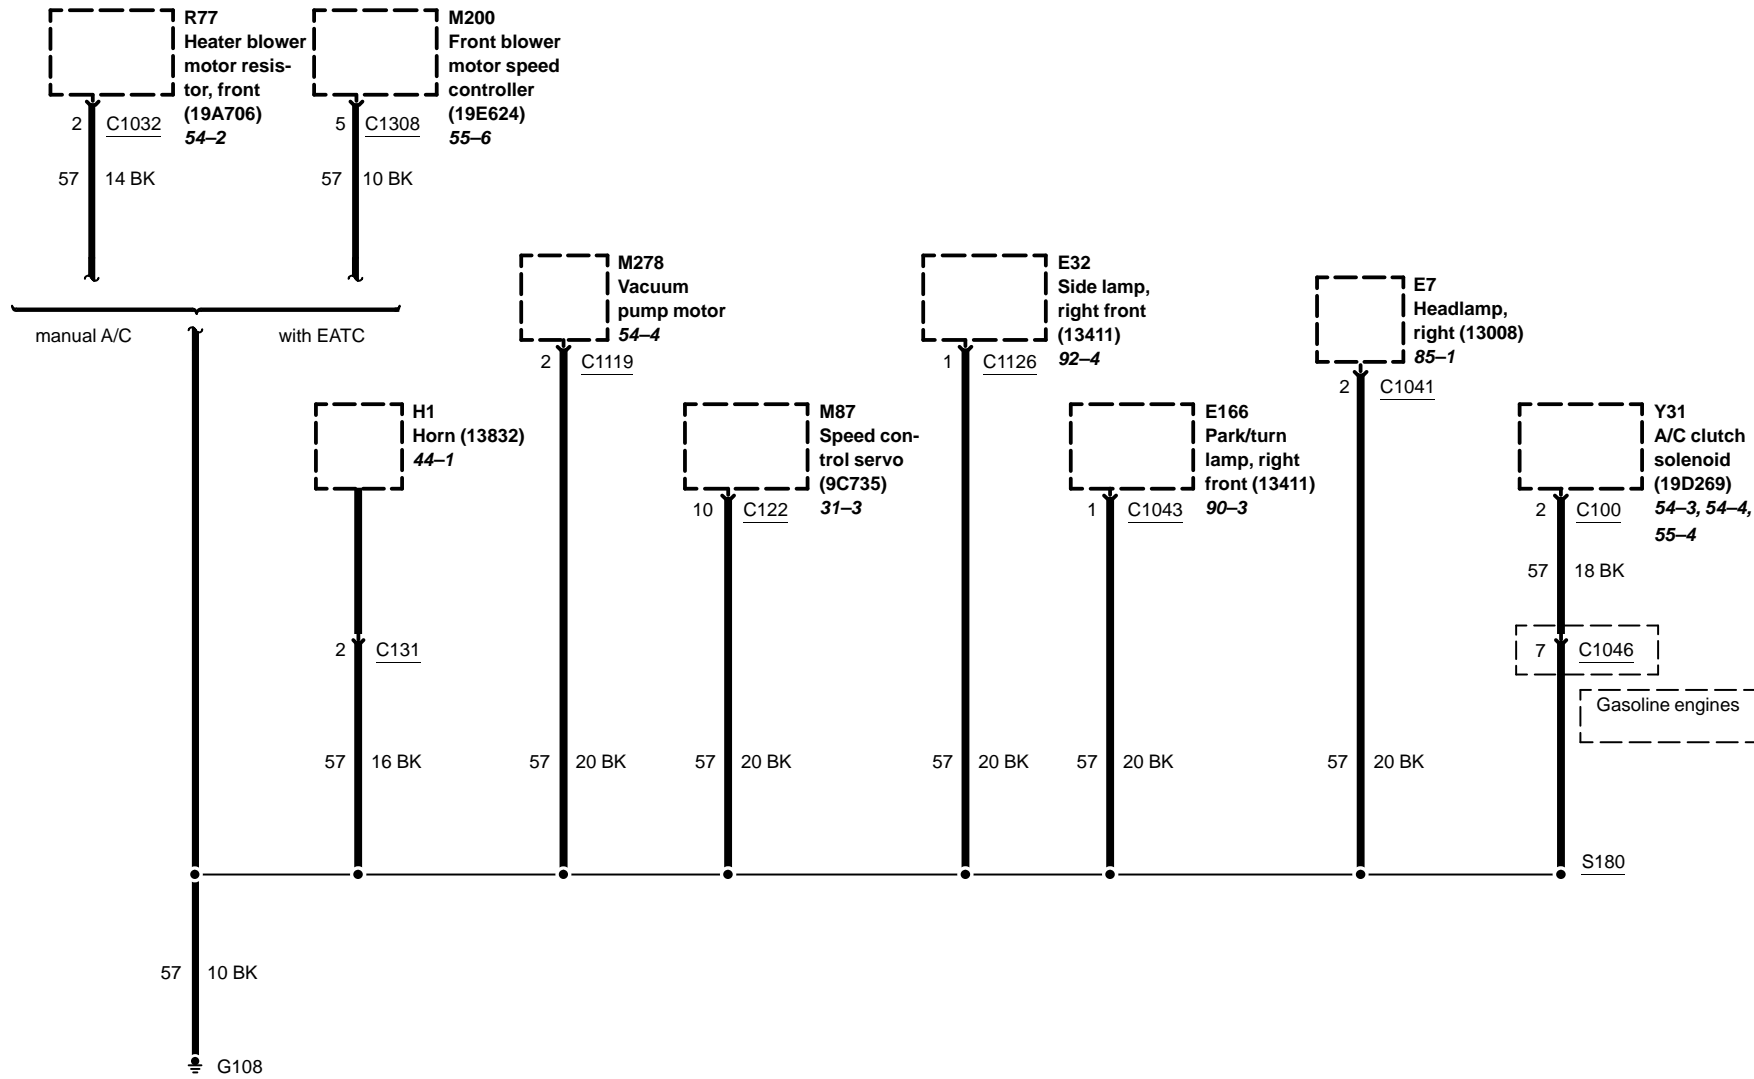 R77
Heater blower
motor resis-
tor, front
(19A706)
54–2
2 C1032
57 14 BK
M200
Front blower
motor speed
controller
(19E624)
55–6
5 C1308
57 10 BK
manual A/C
with EATC
H1
Horn (13832)
44–1
2 C131
57 16 BK
M278
Vacuum
pump motor
54–4
2 C1119
57 20 BK
M87
Speed con-
trol servo
(9C735)
31–3
10 C122
57 20 BK
E32
Side lamp,
right front
(13411)
92–4
1 C1126
57 20 BK
E166
Park/turn
lamp, right
front (13411)
90–3
1 C1043
57 20 BK
E7
Headlamp,
right (13008)
85–1
2 C1041
57 20 BK
Y31
A/C clutch
solenoid
(19D269)
54–3, 54–4,
55–4
2 C100
57 18 BK
7 C1046
Gasoline engines
S180
57 10 BK
G108